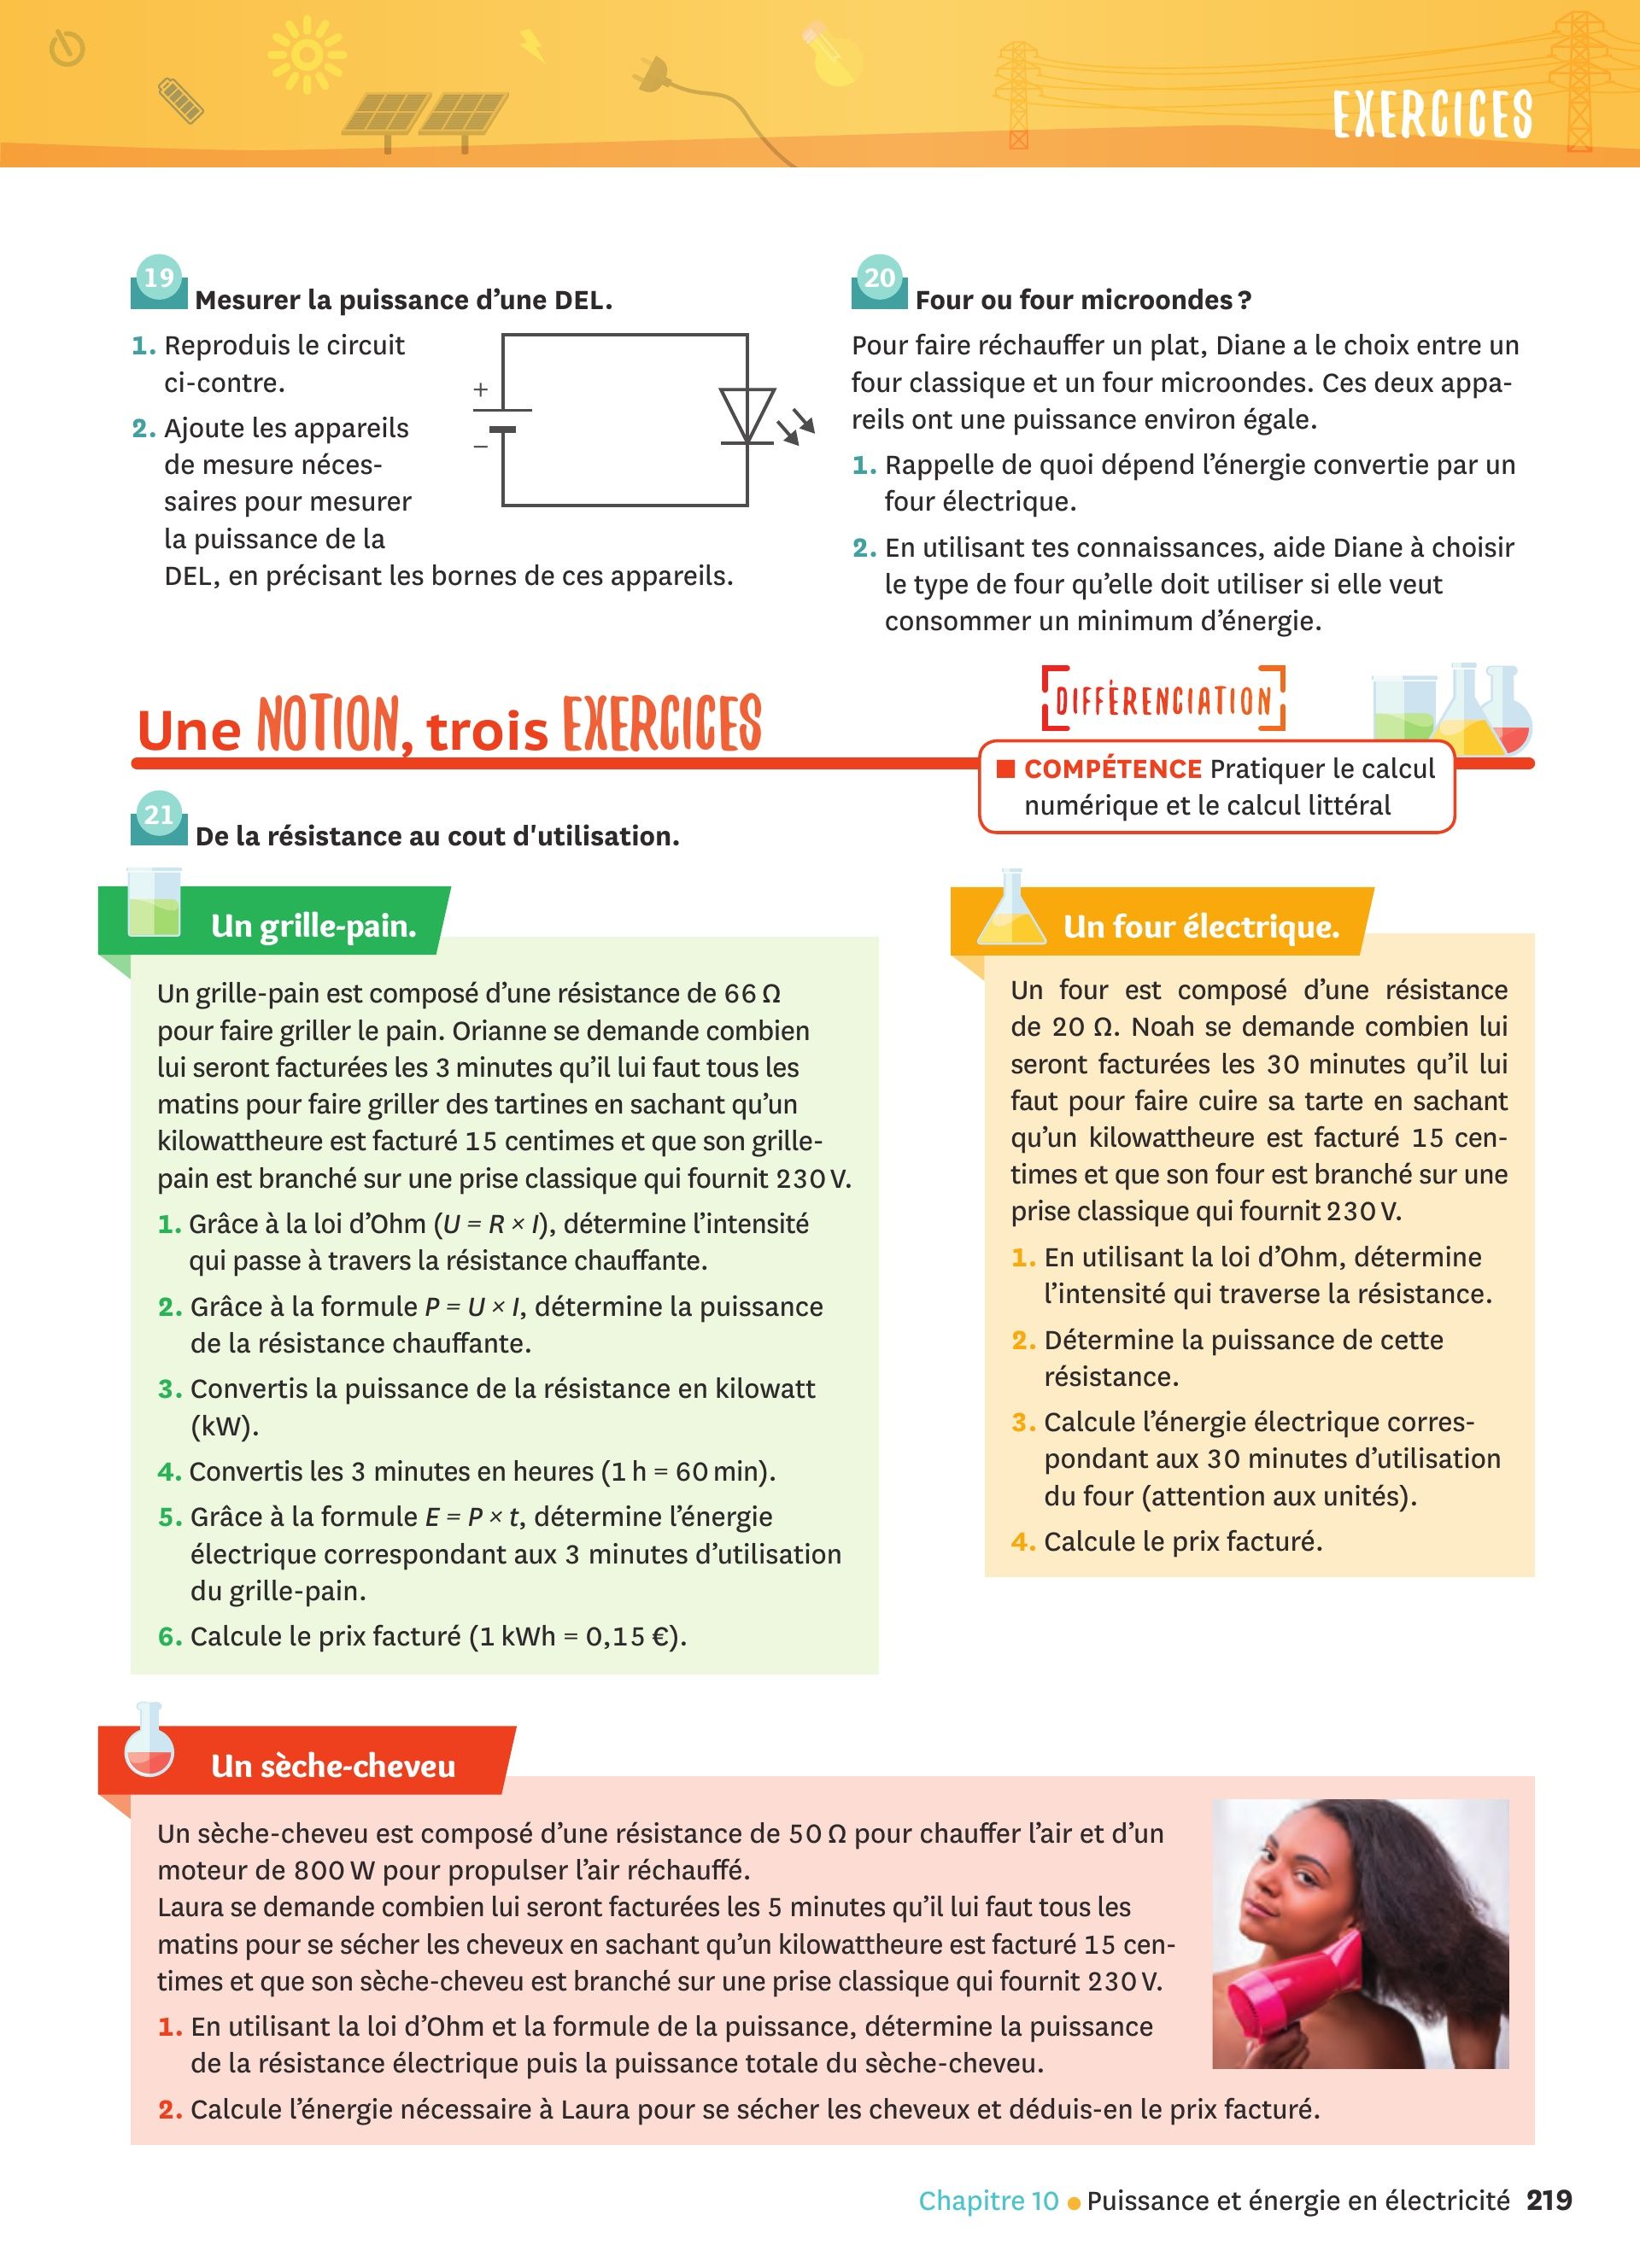 EXERCICES
19 Mesurer la puissance d’une DEL.
1. Reproduis le circuit
ci-contre.
2. Ajoute les appareils
de mesure néces-
saires pour mesurer
la puissance de la
DEL, en précisant les bornes de ces appareils.
+
–
20 Four ou four microondes ?
Pour faire réchauffer un plat, Diane a le choix entre un
four classique et un four microondes. Ces deux appa-
reils ont une puissance environ égale.
1. Rappelle de quoi dépend l’énergie convertie par un
four électrique.
2. En utilisant tes connaissances, aide Diane à choisir
le type de four qu’elle doit utiliser si elle veut
consommer un minimum d’énergie.
Une NOTION, trois EXERCICES
DIFFÉRENCIATION
■ COMPÉTENCE Pratiquer le calcul
numérique et le calcul littéral
21 De la résistance au cout d'utilisation.
Un grille-pain.
Un grille-pain est composé d’une résistance de 66 Ω
pour faire griller le pain. Orianne se demande combien
lui seront facturées les 3 minutes qu’il lui faut tous les
matins pour faire griller des tartines en sachant qu’un
kilowattheure est facturé 15 centimes et que son grille-
pain est branché sur une prise classique qui fournit 230 V.
1. Grâce à la loi d’Ohm (U = R × I), détermine l’intensité
qui passe à travers la résistance chauffante.
2. Grâce à la formule P = U × I, détermine la puissance
de la résistance chauffante.
3. Convertis la puissance de la résistance en kilowatt
(kW).
4. Convertis les 3 minutes en heures (1 h = 60 min).
5. Grâce à la formule E = P × t, détermine l’énergie
électrique correspondant aux 3 minutes d’utilisation
du grille-pain.
6. Calcule le prix facturé (1 kWh = 0,15 €).
Un four électrique.
Un four est composé d’une résistance
de 20 Ω. Noah se demande combien lui
seront facturées les 30 minutes qu’il lui
faut pour faire cuire sa tarte en sachant
qu’un kilowattheure est facturé 15 cen-
times et que son four est branché sur une
prise classique qui fournit 230 V.
1. En utilisant la loi d’Ohm, détermine
l’intensité qui traverse la résistance.
2. Détermine la puissance de cette
résistance.
3. Calcule l’énergie électrique corres-
pondant aux 30 minutes d’utilisation
du four (attention aux unités).
4. Calcule le prix facturé.
Un sèche-cheveu
Un sèche-cheveu est composé d’une résistance de 50 Ω pour chauffer l’air et d’un
moteur de 800 W pour propulser l’air réchauffé.
Laura se demande combien lui seront facturées les 5 minutes qu’il lui faut tous les
matins pour se sécher les cheveux en sachant qu’un kilowattheure est facturé 15 cen-
times et que son sèche-cheveu est branché sur une prise classique qui fournit 230 V.
1. En utilisant la loi d’Ohm et la formule de la puissance, détermine la puissance
de la résistance électrique puis la puissance totale du sèche-cheveu.
2. Calcule l’énergie nécessaire à Laura pour se sécher les cheveux et déduis-en le prix facturé.
Chapitre 10 ● Puissance et énergie en électricité 219